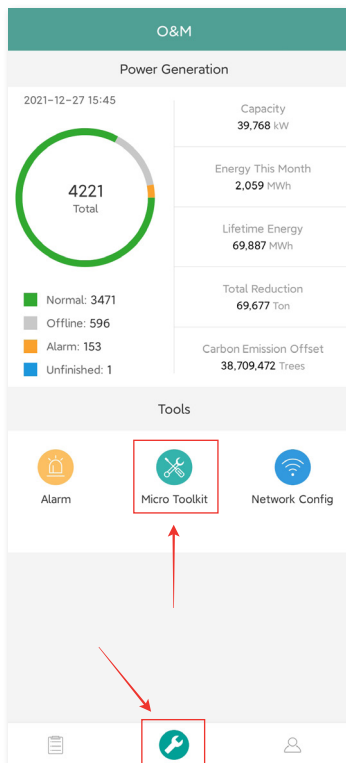 O&M
Power Generation
2021-12-27 15:45
4221
Total
Normal: 3471
Offline: 596
Alarm: 153
Unfinished: 1
Capacity
39,768 kW
Energy This Month
2,059 MWh
Lifetime Energy
69,887 MWh
Total Reduction
69,677 Ton
Carbon Emission Offset
38,709,472 Trees
Tools
Alarm
Micro Toolkit
Network Config